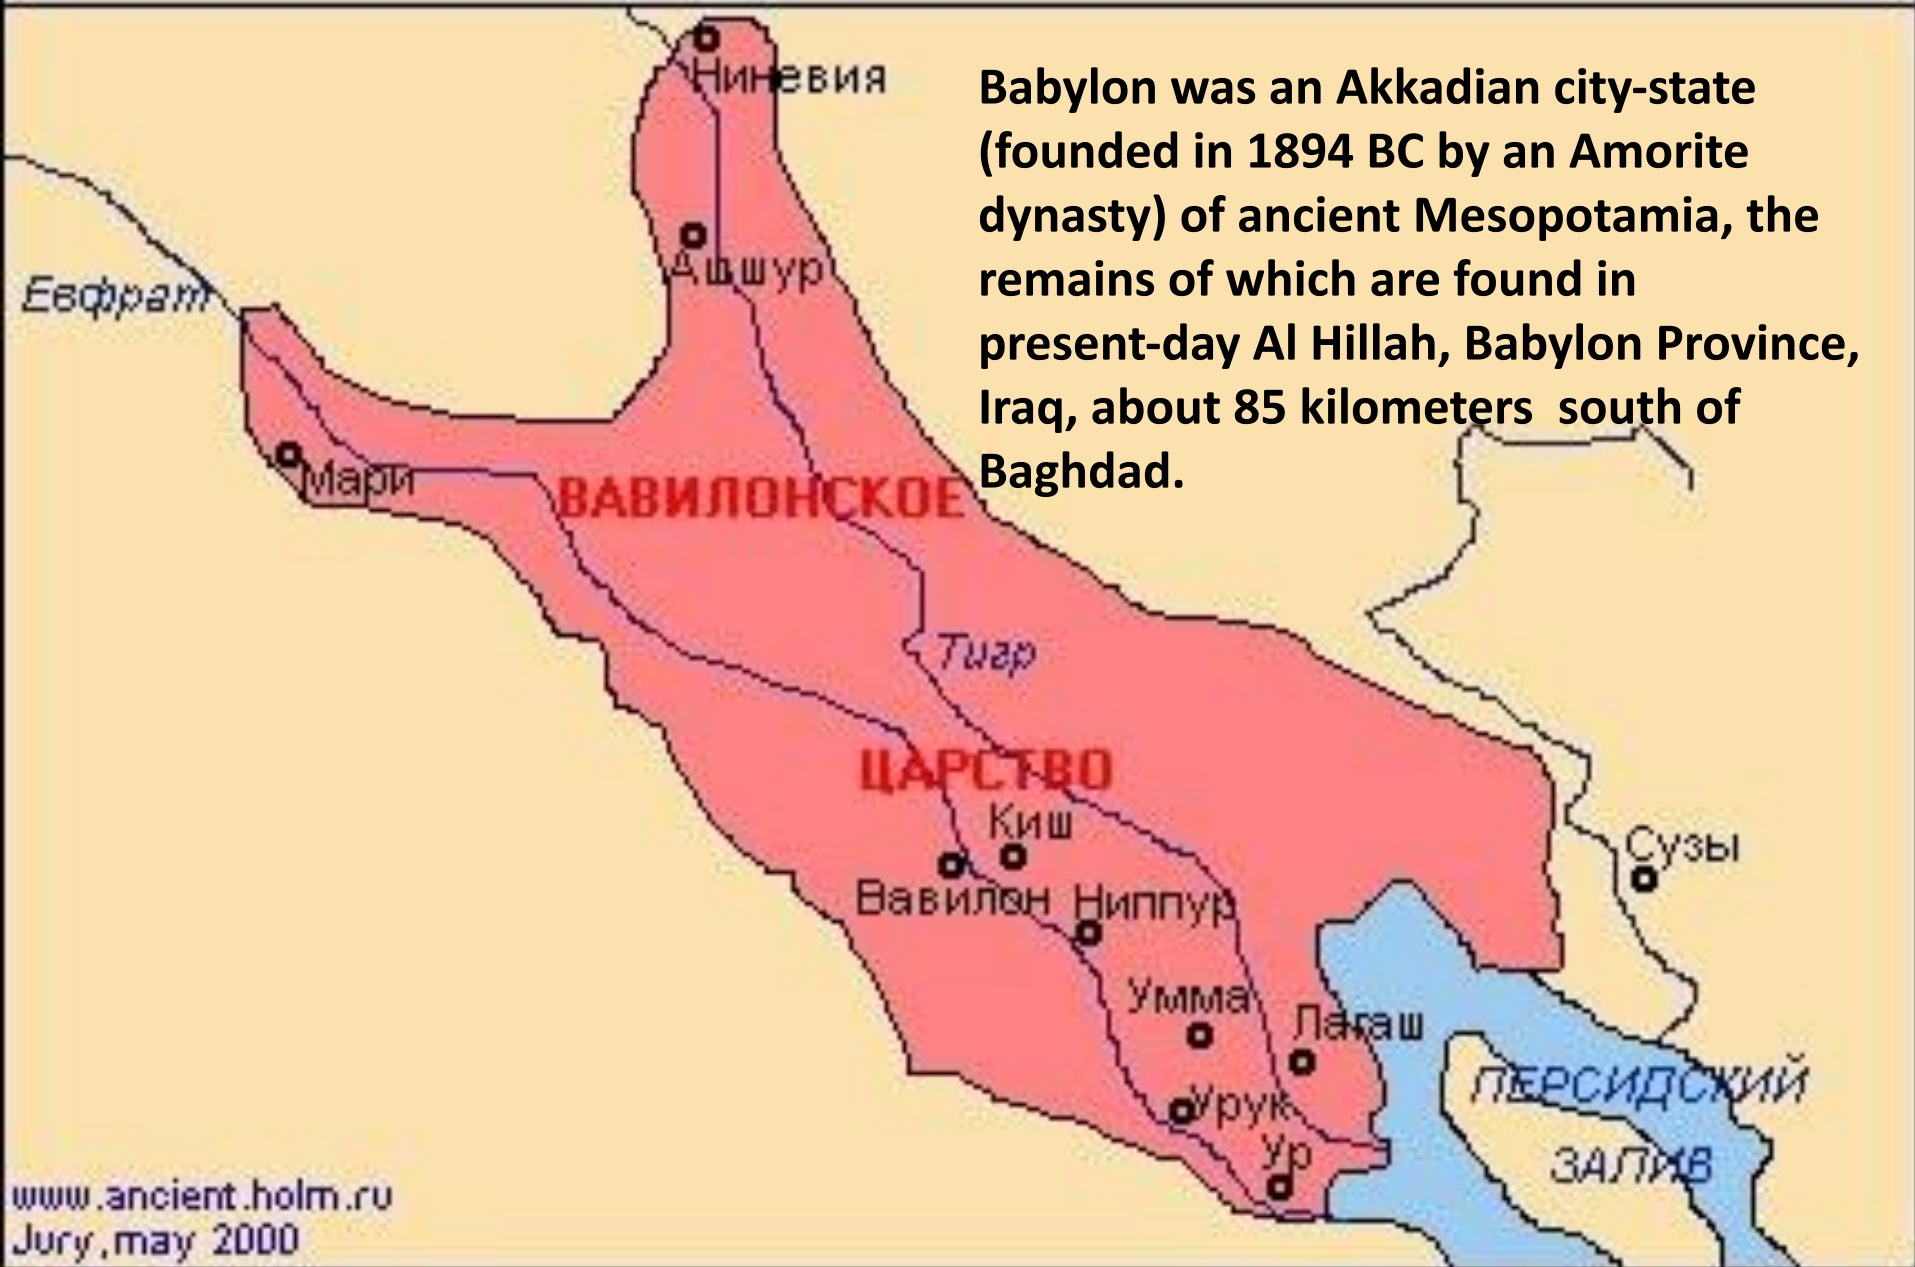 Ниневия
Babylon was an Akkadian city-state
(founded in 1894 BC by an Amorite
dynasty) of ancient Mesopotamia, the
remains of which are found in
present-day Al Hillah, Babylon Province,
Iraq, about 85 kilometers  south of
Baghdad.
Ашшур
Евфрат
Мари
ВАВИЛОНСКОЕ
Тигр
ЦАРСТВО
Киш
Сузы
Вавилон
Ниппур
Умма
Лагаш
ПЕРСИДСКИЙ
ЗАЛИВ
Урук
Ур
www.ancient.holm.ru
Jury,may 2000